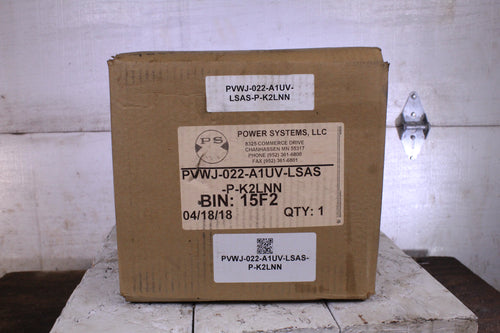 PVWJ-022-A1UV-
LSAS-P-K2LNN
PS
POWER SYSTEMS, LLC
8325 COMMERCE DRIVE
CHANHASSEN MN 55317
PHONE (952) 361-6800
FAX (952) 361-6801
PVWJ-022-A1UV-LSAS
-P-K2LNN
BIN: 15F2
04/18/18 QTY: 1
PVWJ-022-A1UV-LSAS-
P-K2LNN